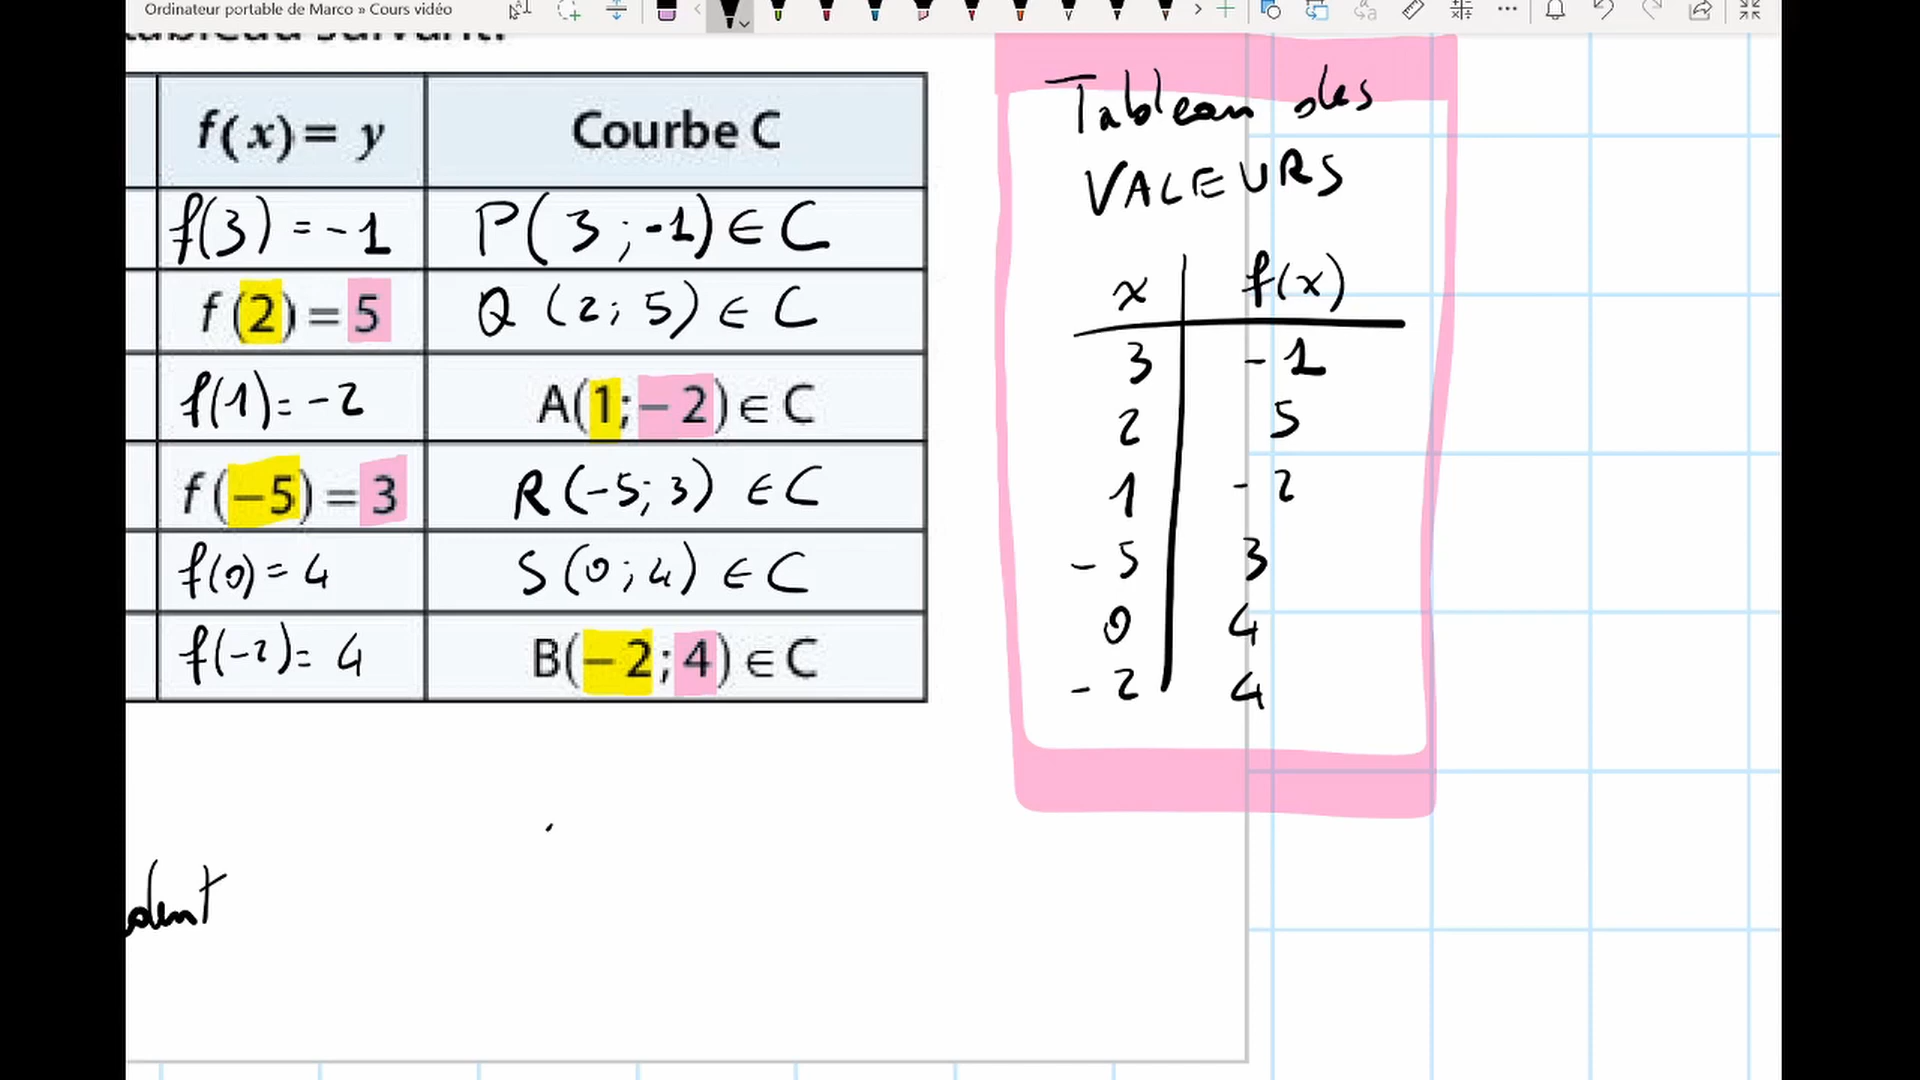 Ordinateur portable de Marco » Cours vidéo
tableau suivant.
f(x) = y Courbe C
f(3) = -1 P(3 ; -1) ∈ C
f(2) = 5 Q (2 ; 5) ∈ C
f(1) = -2 A(1; -2) ∈ C
f(-5) = 3 R (-5; 3) ∈ C
f(0) = 4 S (0 ; 4) ∈ C
f(-2) = 4 B(-2 ; 4) ∈ C
Tableau des
VALEURS
x f(x)
3 -1
2 5
1 -2
-5 3
0 4
-2 4